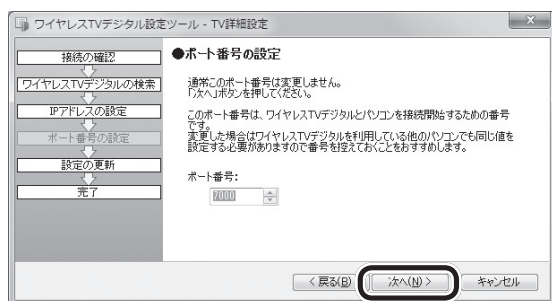 ワイヤレスTVデジタル設定ツール - TV詳細設定
接続の確認
ワイヤレスTVデジタルの検索
IPアドレスの設定
ポート番号の設定
設定の更新
完了
●ポート番号の設定
通常このポート番号は変更しません。
「次へ」ボタンを押してください。
このポート番号は、ワイヤレスTVデジタルとパソコンを接続開始するための番号
です。
変更した場合はワイヤレスTVデジタルを利用している他のパソコンでも同じ値を
設定する必要がありますので番号を控えておくことをおすすめします。
ポート番号:
7000
< 戻る(B)
次へ(N) >
キャンセル